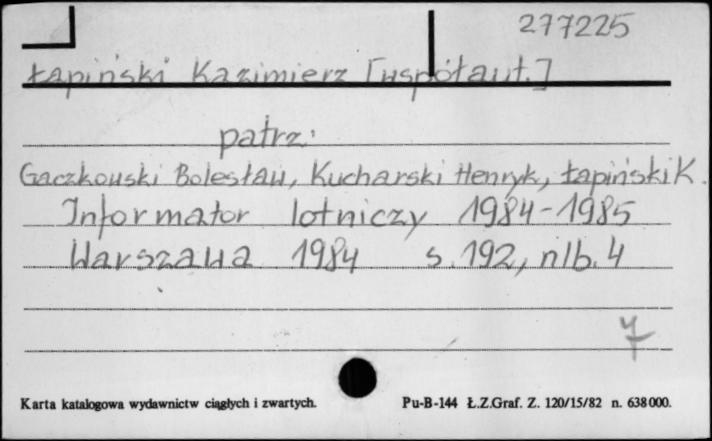 277225
Łapiński Kazimierz [współaut.]
patrz:
Gaczkowski Bolesław, Kucharski Henryk, Łapiński K.
Informator lotniczy 1984-1985
Warszawa 1984 s. 192, nlb. 4
Karta katalogowa wydawnictw ciągłych i zwartych. Pu-B-144 Ł.Z.Graf. Z. 120/15/82 n. 638000.